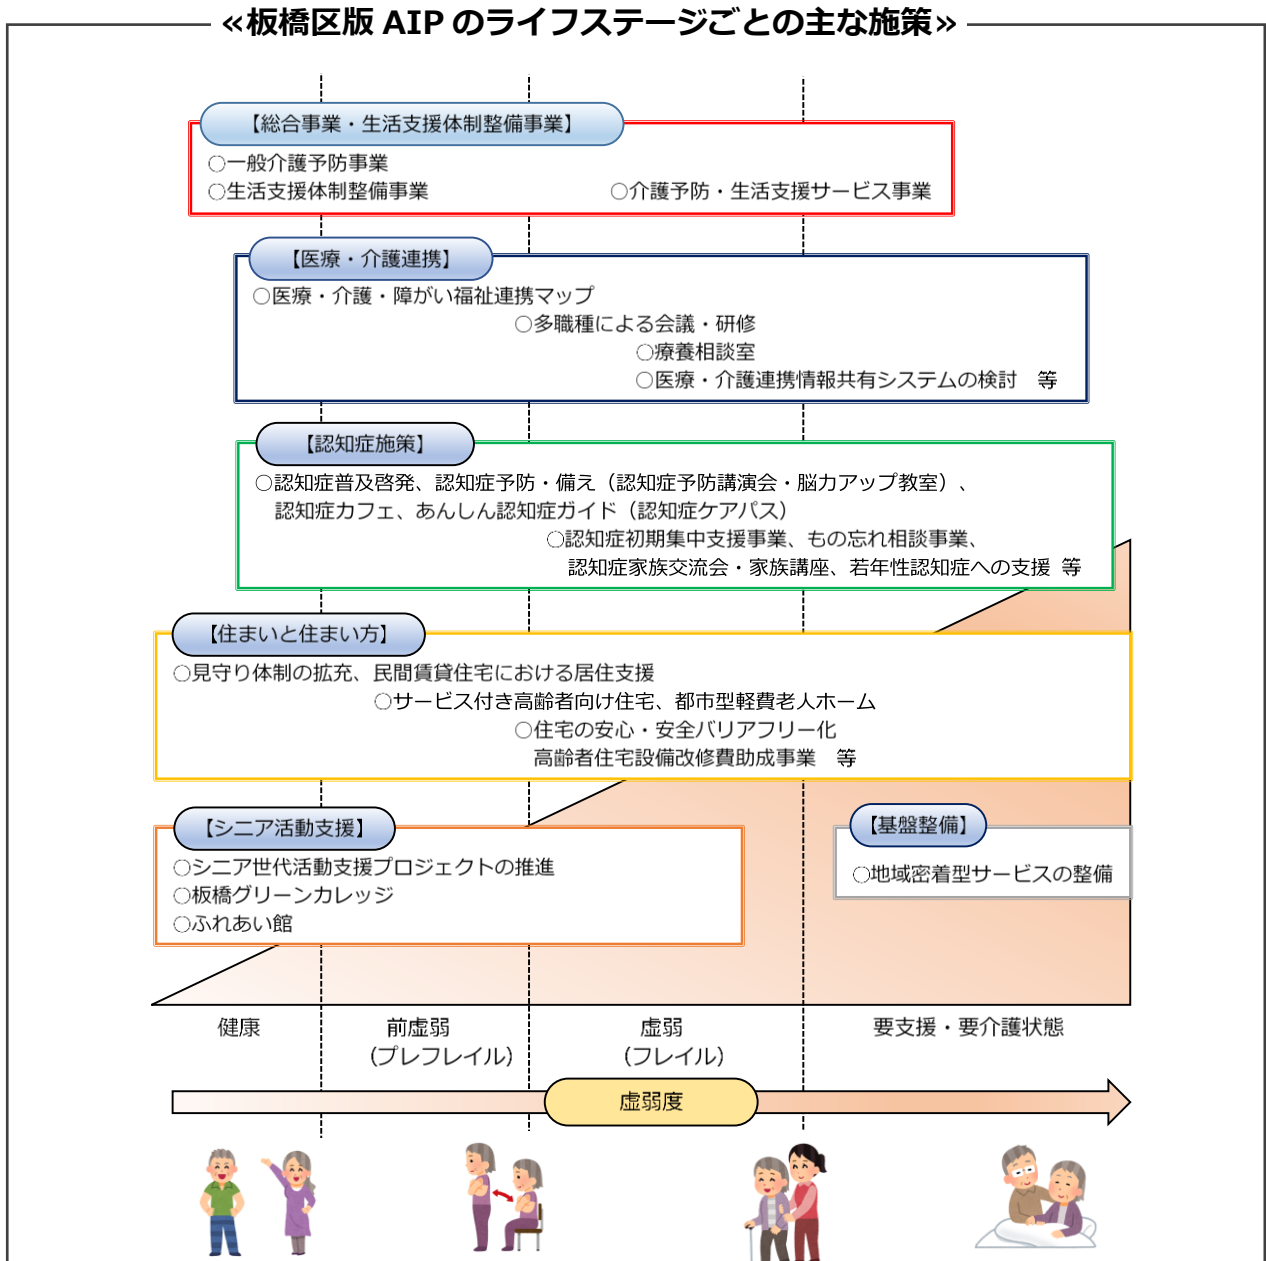 ≪板橋区版 AIP のライフステージごとの主な施策≫
【総合事業・生活支援体制整備事業】
○一般介護予防事業
○生活支援体制整備事業　○介護予防・生活支援サービス事業
【医療・介護連携】
○医療・介護・障がい福祉連携マップ
○多職種による会議・研修
○療養相談室
○医療・介護連携情報共有システムの検討　等
【認知症施策】
○認知症普及啓発、認知症予防・備え（認知症予防講演会・脳力アップ教室）、
認知症カフェ、あんしん認知症ガイド（認知症ケアパス）
○認知症初期集中支援事業、もの忘れ相談事業、
認知症家族交流会・家族講座、若年性認知症への支援 等
【住まいと住まい方】
○見守り体制の拡充、民間賃貸住宅における居住支援
○サービス付き高齢者向け住宅、都市型軽費老人ホーム
○住宅の安心・安全バリアフリー化
高齢者住宅設備改修費助成事業　等
【シニア活動支援】
○シニア世代活動支援プロジェクトの推進
○板橋グリーンカレッジ
○ふれあい館
【基盤整備】
○地域密着型サービスの整備
健康　前虚弱　虚弱　要支援・要介護状態
（プレフレイル）　（フレイル）
虚弱度